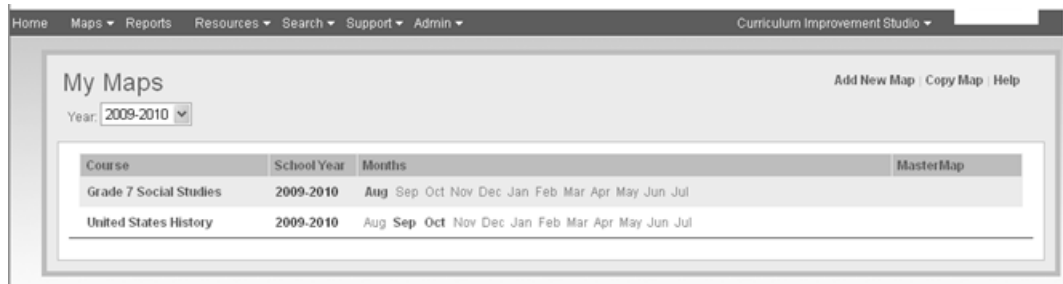 Home Maps Reports Resources Search Support Admin Curriculum Improvement Studio
My Maps
Add New Map | Copy Map | Help
Year: 2009-2010
Course School Year Months MasterMap
Grade 7 Social Studies 2009-2010 Aug Sep Oct Nov Dec Jan Feb Mar Apr May Jun Jul
United States History 2009-2010 Aug Sep Oct Nov Dec Jan Feb Mar Apr May Jun Jul